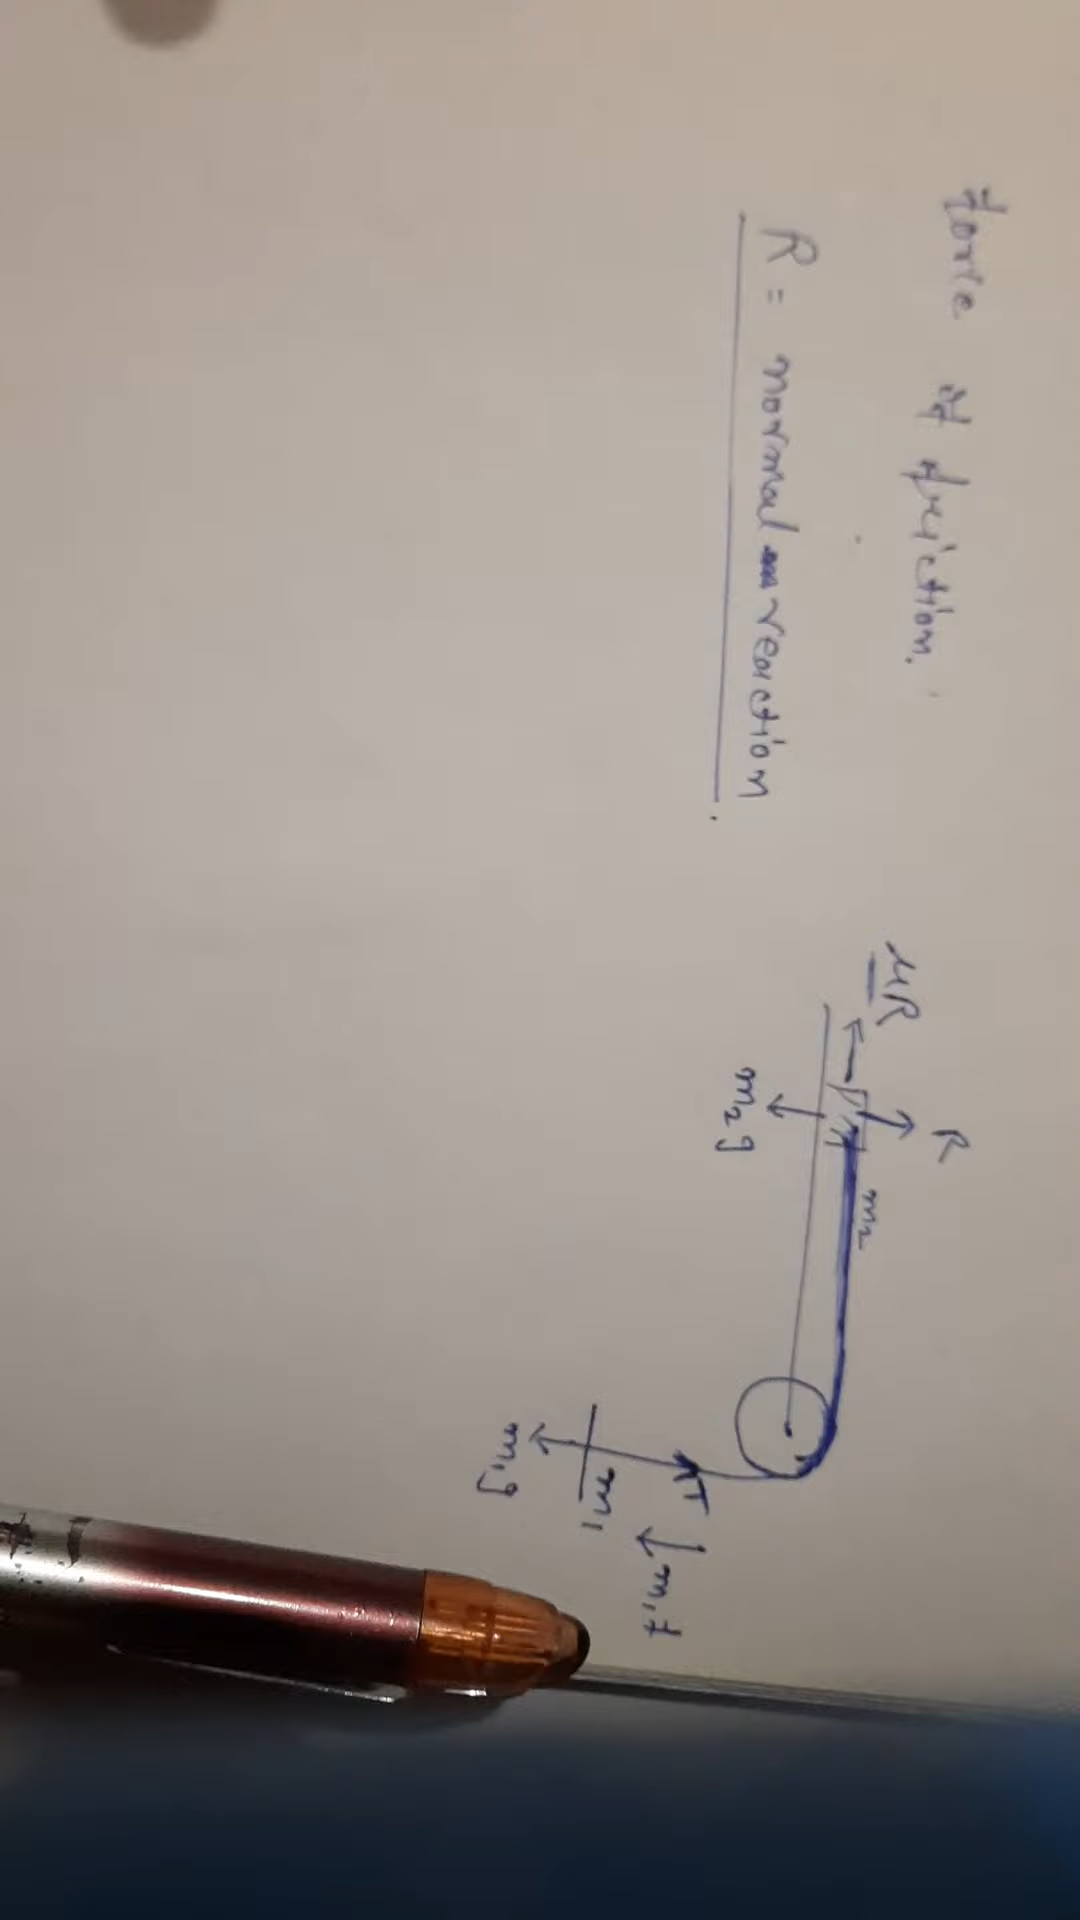 force of friction.
R = normal reaction
μR
R
m₂
m₂g
T
m₁
m₁f
m₁g